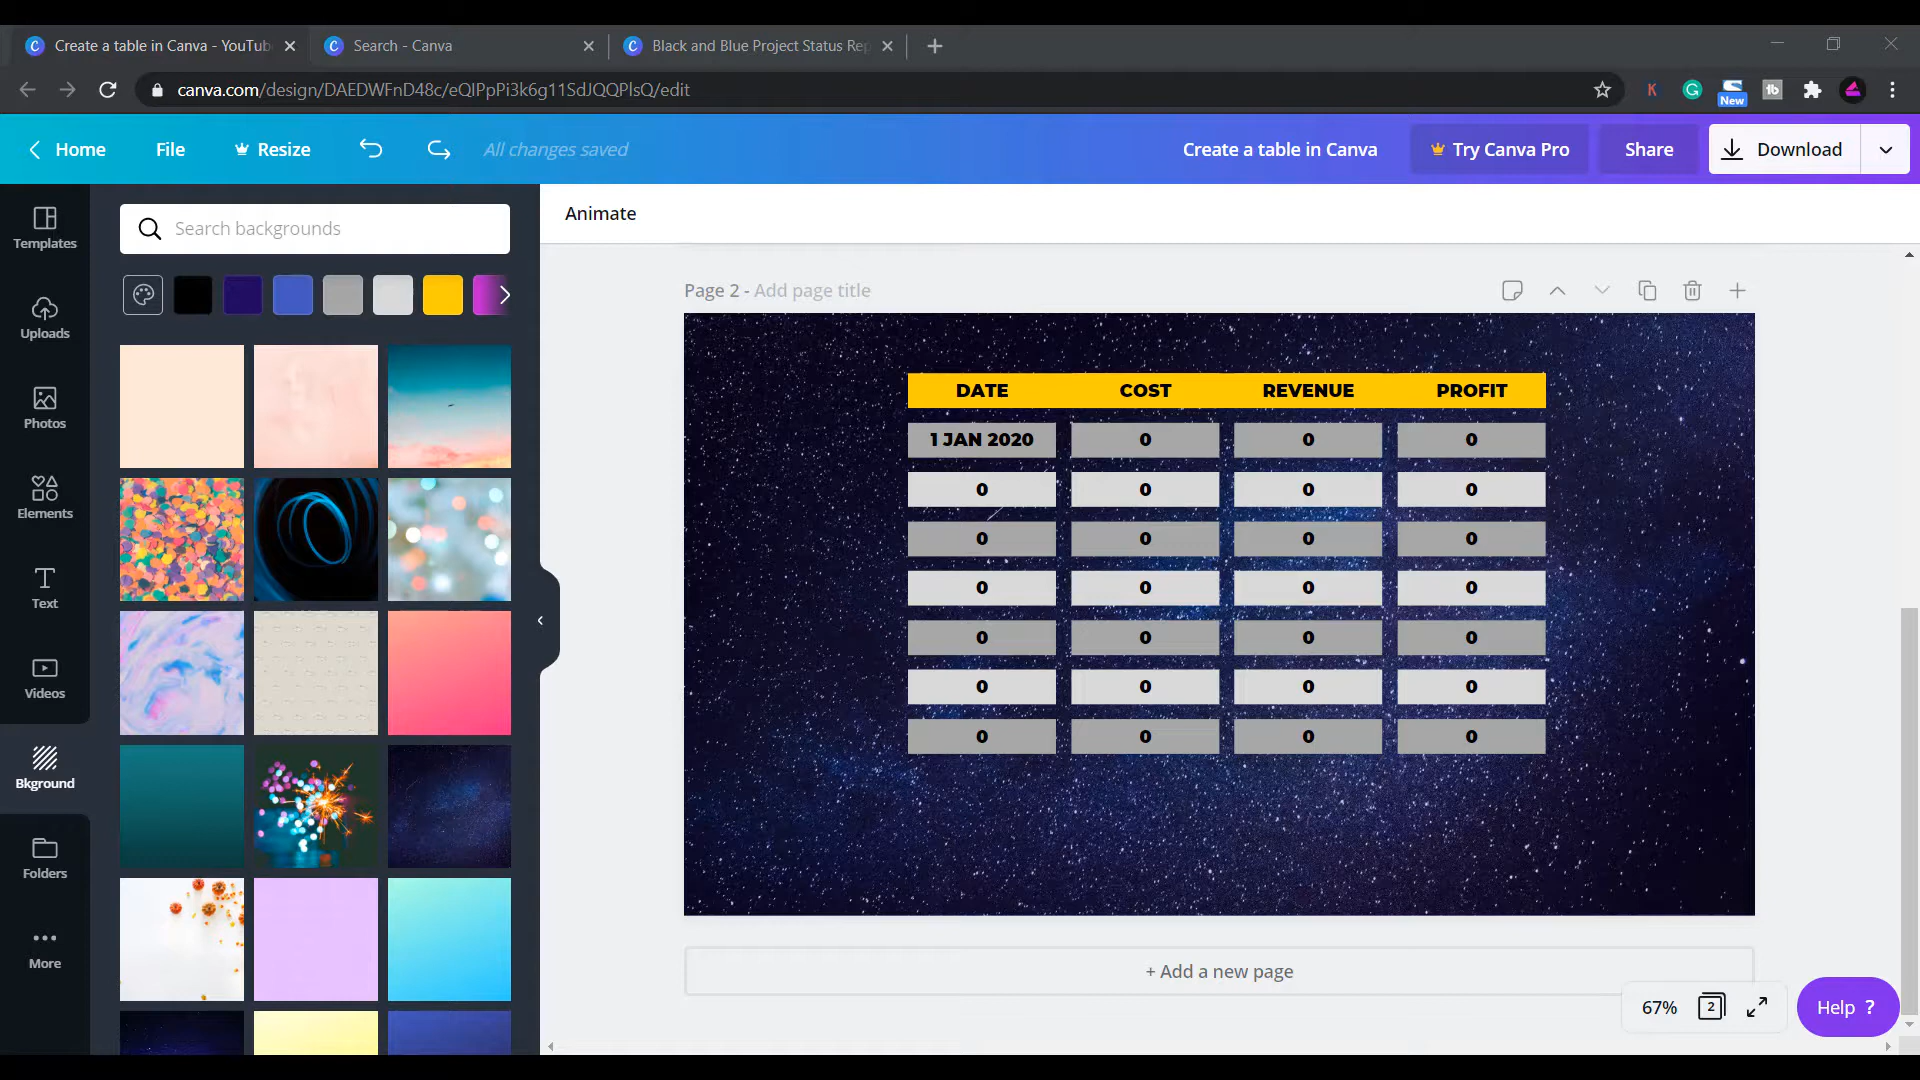 Create a table in Canva - YouTub
Search - Canva
Black and Blue Project Status Rep
canva.com/design/DAEDWFnD48c/eQIPpPi3k6g11SdJQQPlsQ/edit
K
G
New
tb
Home
File
Resize
All changes saved
Create a table in Canva
Try Canva Pro
Share
Download
Templates
Uploads
Photos
Elements
Text
Videos
Bkground
Folders
More
Search backgrounds
Animate
Page 2 - Add page title
DATE COST REVENUE PROFIT
1 JAN 2020 0 0 0
0 0 0 0
0 0 0 0
0 0 0 0
0 0 0 0
0 0 0 0
0 0 0 0
+ Add a new page
67%
2
Help ?